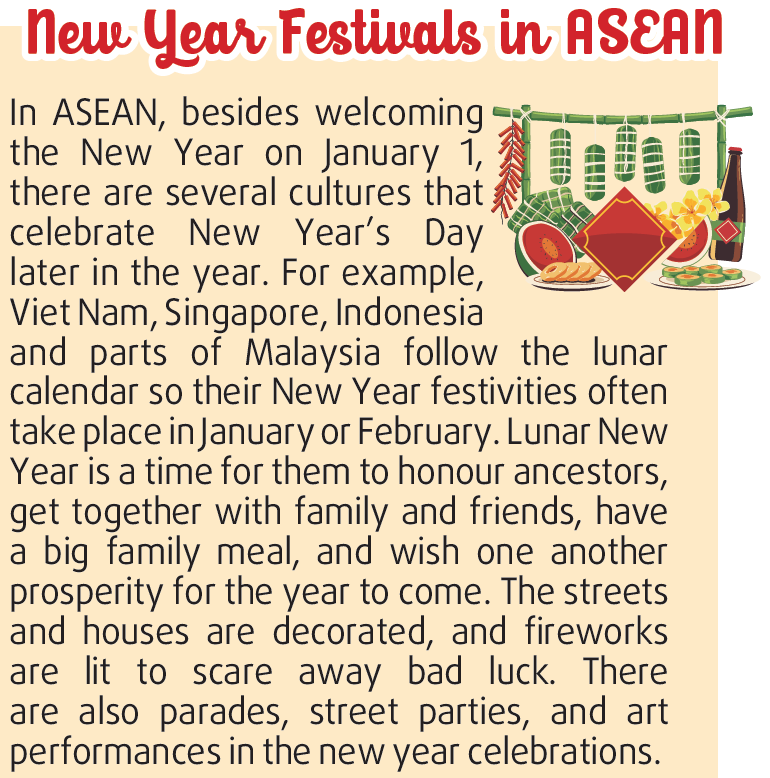 New Year Festivals in ASEAN
In ASEAN, besides welcoming
the New Year on January 1,
there are several cultures that
celebrate New Year’s Day
later in the year. For example,
Viet Nam, Singapore, Indonesia
and parts of Malaysia follow the lunar
calendar so their New Year festivities often
take place in January or February. Lunar New
Year is a time for them to honour ancestors,
get together with family and friends, have
a big family meal, and wish one another
prosperity for the year to come. The streets
and houses are decorated, and fireworks
are lit to scare away bad luck. There
are also parades, street parties, and art
performances in the new year celebrations.